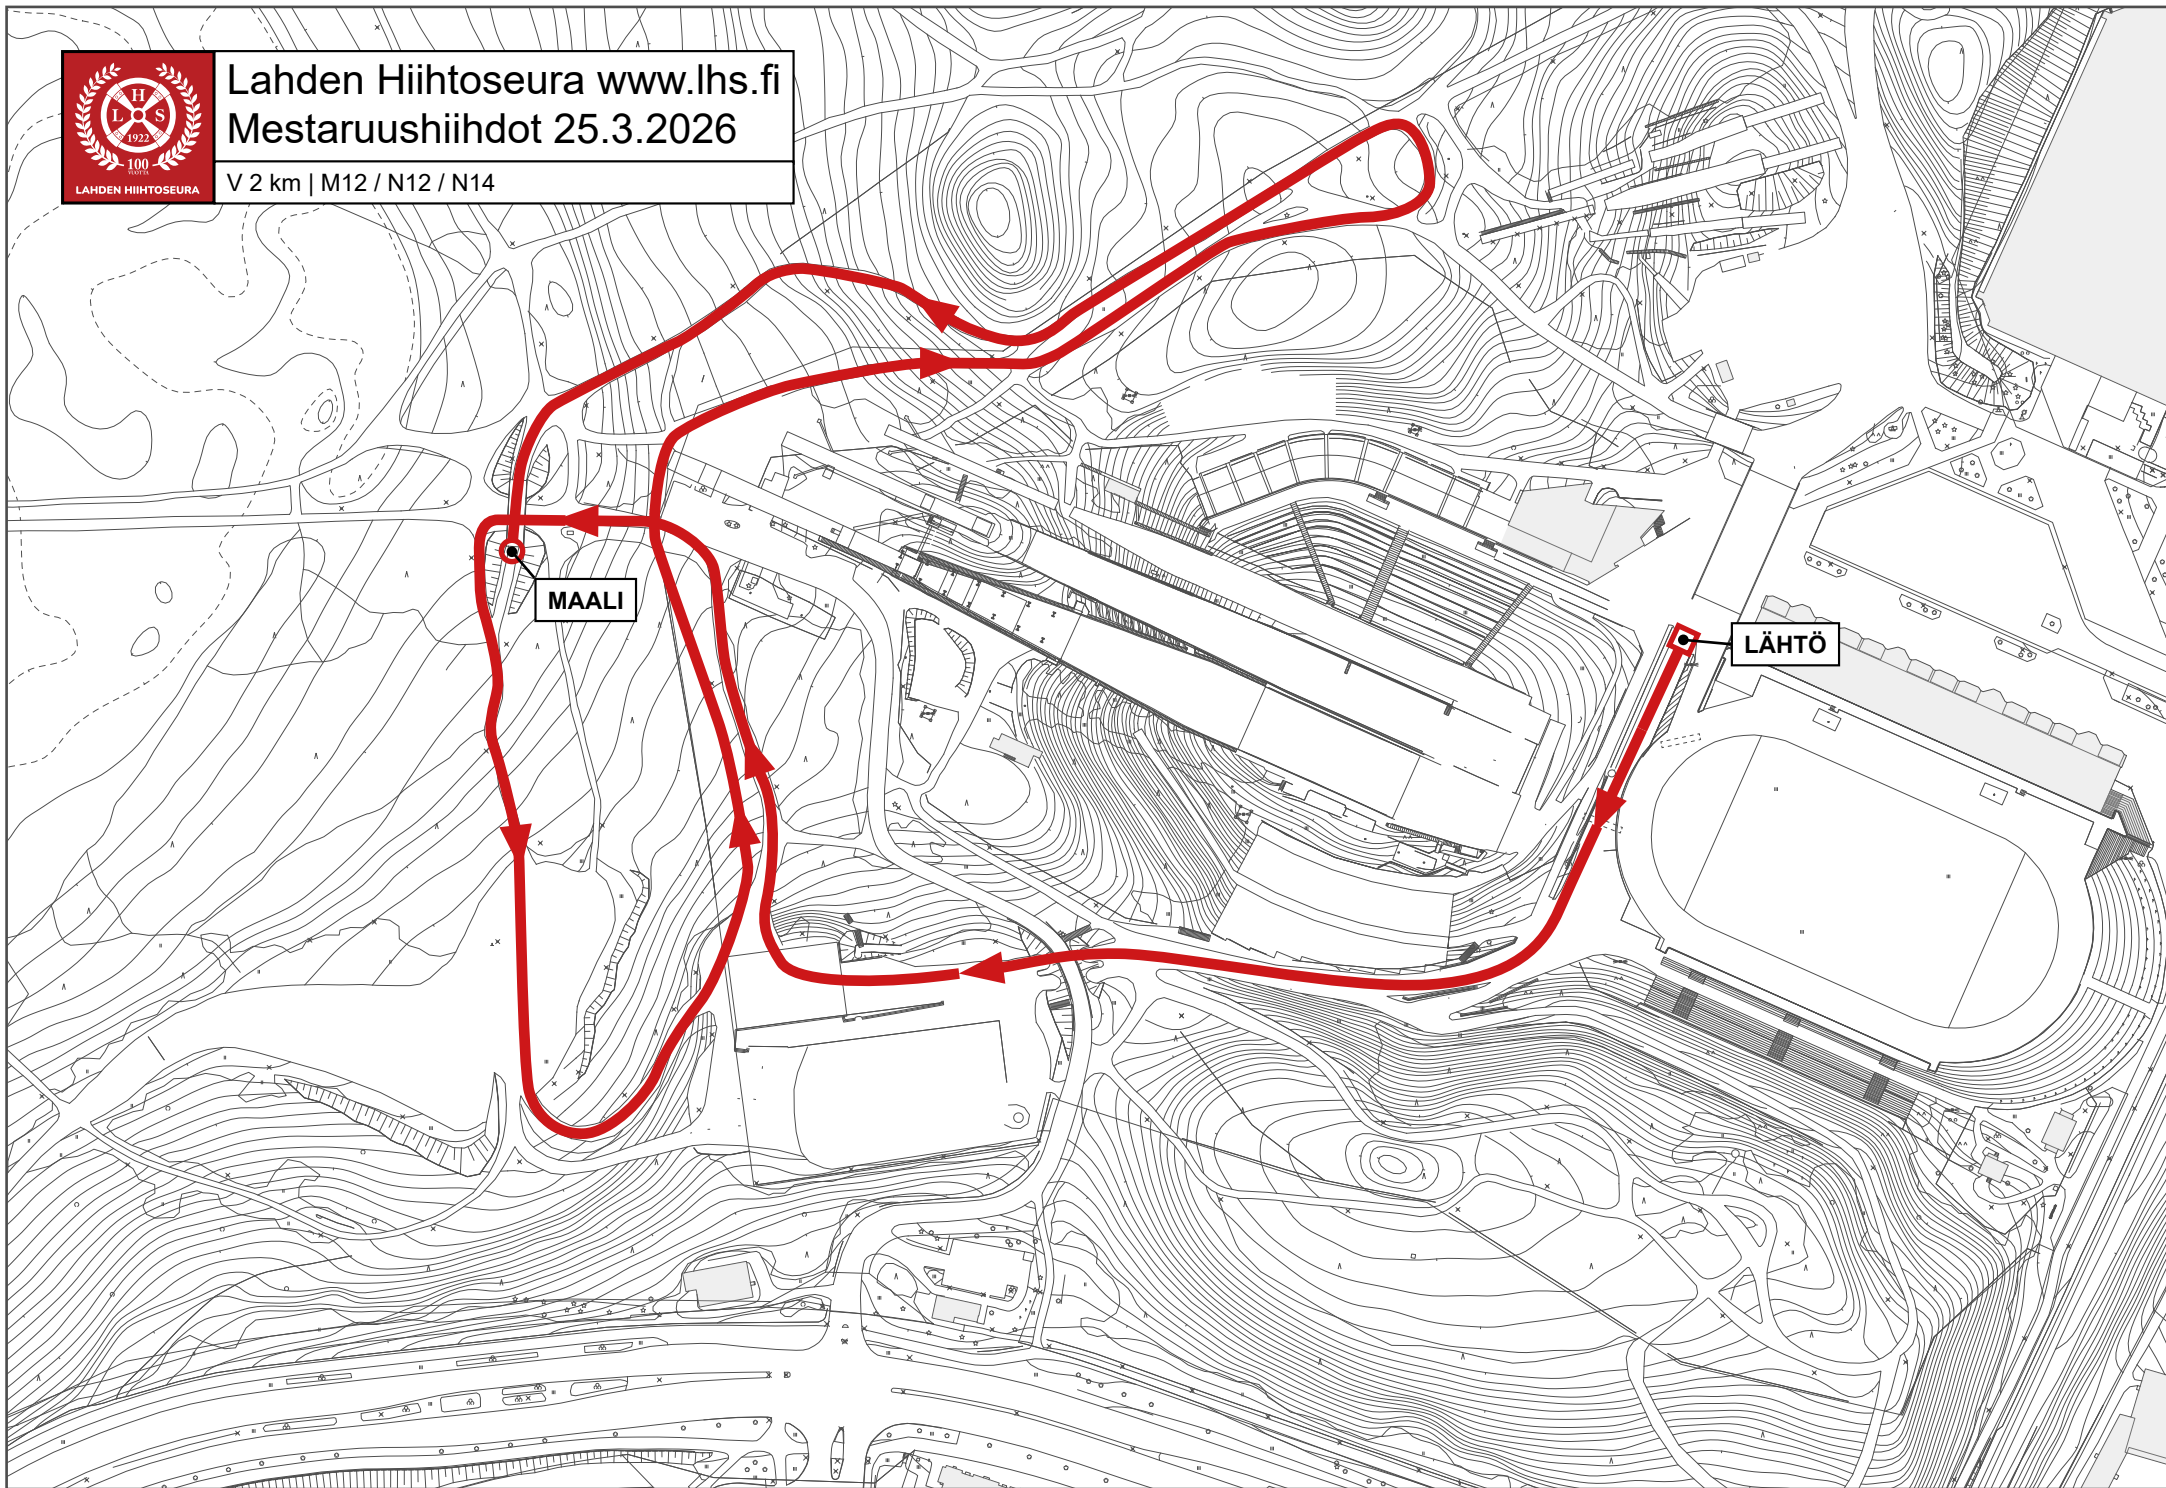 Lahden Hiihtoseura www.lhs.fi
Mestaruushiihdot 25.3.2026
V 2 km | M12 / N12 / N14
H
L S
1922
100
VUOTTA
LAHDEN HIIHTOSEURA
MAALI
LÄHTÖ